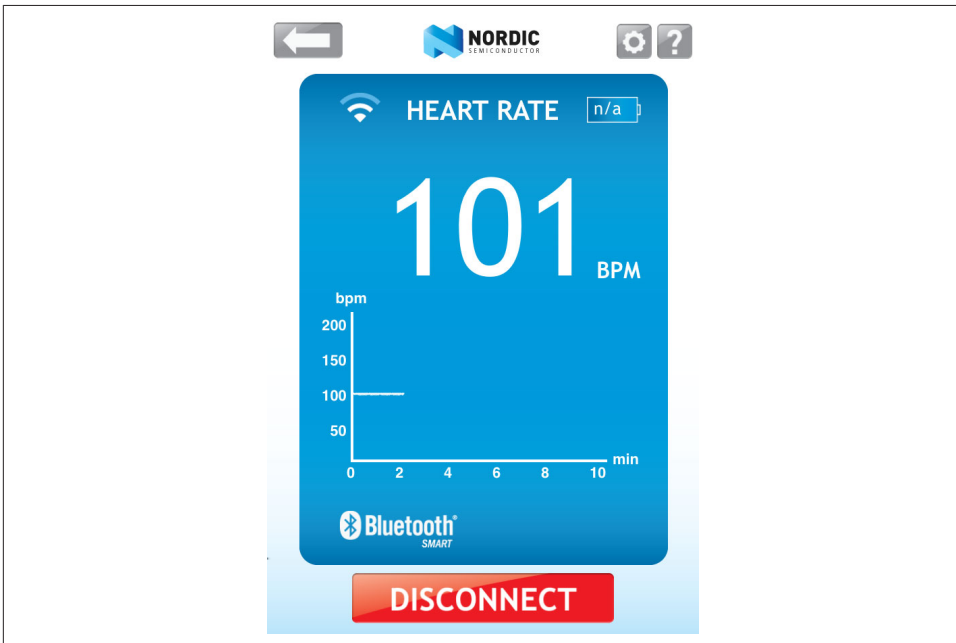 NORDIC
SEMICONDUCTOR
?
HEART RATE
n/a
101
BPM
bpm
200
150
100
50
0 2 4 6 8 10
min
Bluetooth®
SMART
DISCONNECT